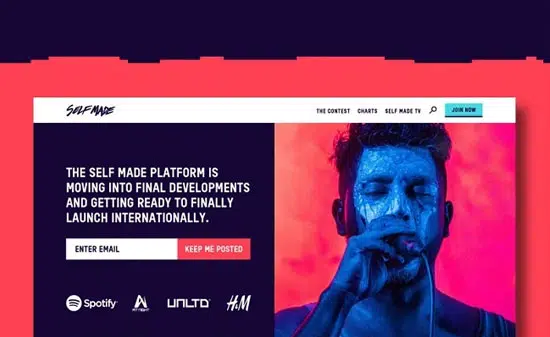 SELF MADE
THE CONTEST CHARTS SELF MADE TV JOIN NOW
THE SELF MADE PLATFORM IS
MOVING INTO FINAL DEVELOPMENTS
AND GETTING READY TO FINALLY
LAUNCH INTERNATIONALLY.
ENTER EMAIL KEEP ME POSTED
Spotify UNLTD H&M